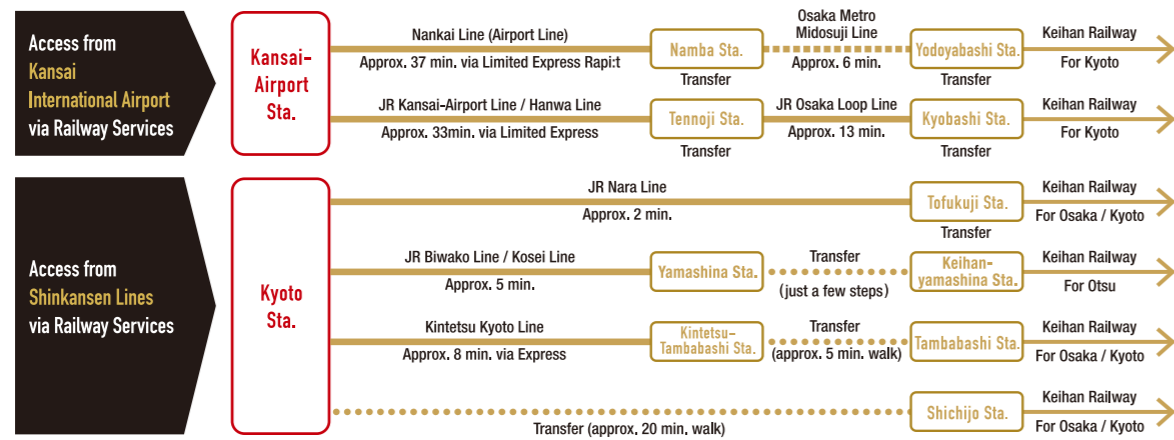 Access from
Kansai
International Airport
via Railway Services
Kansai-
Airport
Sta.
Nankai Line (Airport Line)
Approx. 37 min. via Limited Express Rapi:t
Namba Sta.
Transfer
Osaka Metro
Midosuji Line
Approx. 6 min.
Yodoyabashi Sta.
Transfer
Keihan Railway
For Kyoto
JR Kansai-Airport Line / Hanwa Line
Approx. 33min. via Limited Express
Tennoji Sta.
Transfer
JR Osaka Loop Line
Approx. 13 min.
Kyobashi Sta.
Transfer
Keihan Railway
For Kyoto
Access from
Shinkansen Lines
via Railway Services
Kyoto
Sta.
JR Nara Line
Approx. 2 min.
Tofukuji Sta.
Transfer
Keihan Railway
For Osaka / Kyoto
JR Biwako Line / Kosei Line
Approx. 5 min.
Yamashina Sta.
Transfer
(just a few steps)
Keihan-
yamashina Sta.
Keihan Railway
For Otsu
Kintetsu Kyoto Line
Approx. 8 min. via Express
Kintetsu-
Tambabashi Sta.
Transfer
(approx. 5 min. walk)
Tambabashi Sta.
Keihan Railway
For Osaka / Kyoto
Transfer (approx. 20 min. walk)
Shichijo Sta.
Keihan Railway
For Osaka / Kyoto